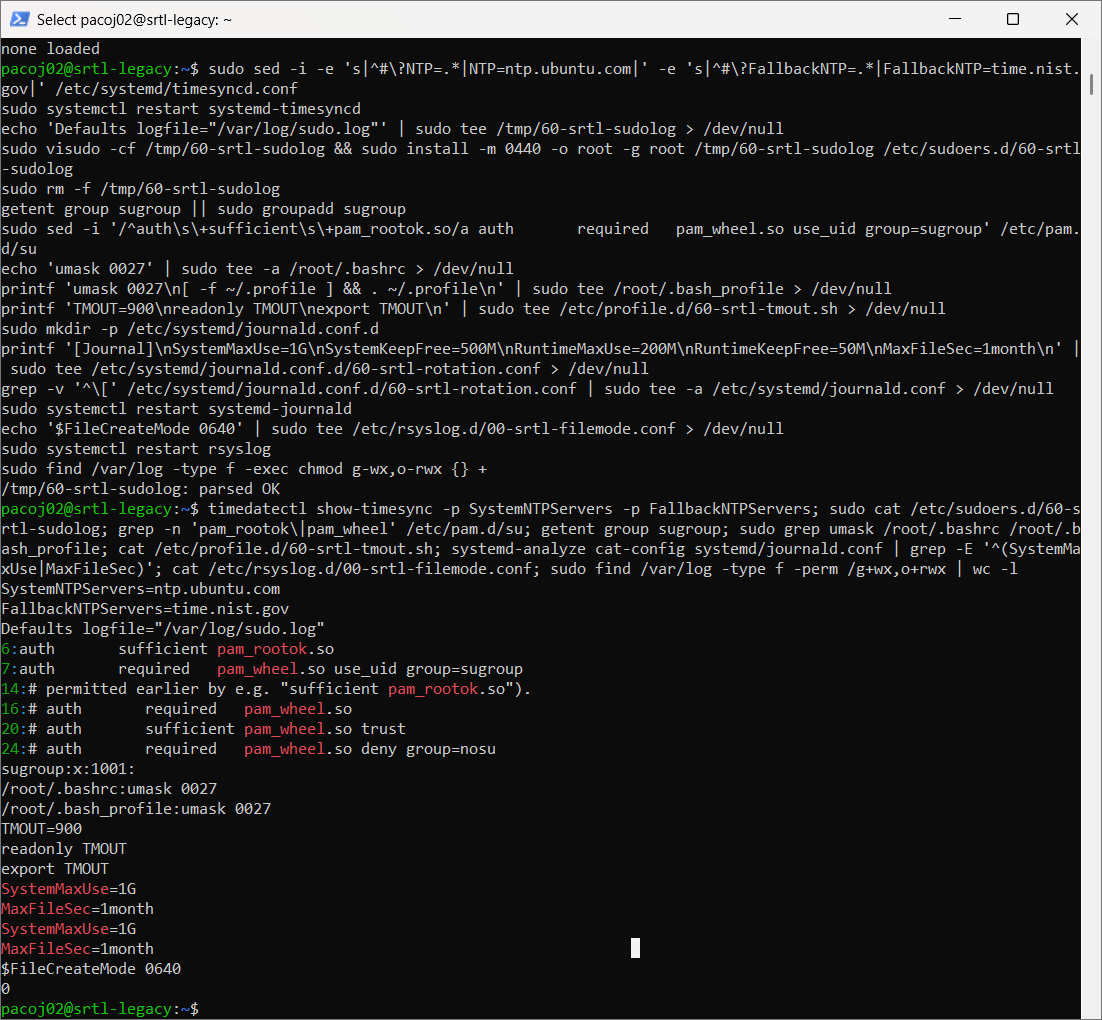 Select pacoj02@srtl-legacy: ~
none loaded
pacoj02@srtl-legacy:~$ sudo sed -i -e 's|^#\?NTP=.*|NTP=ntp.ubuntu.com|' -e 's|^#\?FallbackNTP=.*|FallbackNTP=time.nist.
gov|' /etc/systemd/timesyncd.conf
sudo systemctl restart systemd-timesyncd
echo 'Defaults logfile="/var/log/sudo.log"' | sudo tee /tmp/60-srtl-sudolog > /dev/null
sudo visudo -cf /tmp/60-srtl-sudolog && sudo install -m 0440 -o root -g root /tmp/60-srtl-sudolog /etc/sudoers.d/60-srtl
-sudolog
sudo rm -f /tmp/60-srtl-sudolog
getent group sugroup || sudo groupadd sugroup
sudo sed -i '/^auth\s\+sufficient\s\+pam_rootok.so/a auth       required   pam_wheel.so use_uid group=sugroup' /etc/pam.
d/su
echo 'umask 0027' | sudo tee -a /root/.bashrc > /dev/null
printf 'umask 0027\n[ -f ~/.profile ] && . ~/.profile\n' | sudo tee /root/.bash_profile > /dev/null
printf 'TMOUT=900\nreadonly TMOUT\nexport TMOUT\n' | sudo tee /etc/profile.d/60-srtl-tmout.sh > /dev/null
sudo mkdir -p /etc/systemd/journald.conf.d
printf '[Journal]\nSystemMaxUse=1G\nSystemKeepFree=500M\nRuntimeMaxUse=200M\nRuntimeKeepFree=50M\nMaxFileSec=1month\n' |
 sudo tee /etc/systemd/journald.conf.d/60-srtl-rotation.conf > /dev/null
grep -v '^\[' /etc/systemd/journald.conf.d/60-srtl-rotation.conf | sudo tee -a /etc/systemd/journald.conf > /dev/null
sudo systemctl restart systemd-journald
echo '$FileCreateMode 0640' | sudo tee /etc/rsyslog.d/00-srtl-filemode.conf > /dev/null
sudo systemctl restart rsyslog
sudo find /var/log -type f -exec chmod g-wx,o-rwx {} +
/tmp/60-srtl-sudolog: parsed OK
pacoj02@srtl-legacy:~$ timedatectl show-timesync -p SystemNTPServers -p FallbackNTPServers; sudo cat /etc/sudoers.d/60-s
rtl-sudolog; grep -n 'pam_rootok\|pam_wheel' /etc/pam.d/su; getent group sugroup; sudo grep umask /root/.bashrc /root/.b
ash_profile; cat /etc/profile.d/60-srtl-tmout.sh; systemd-analyze cat-config systemd/journald.conf | grep -E '^(SystemMa
xUse|MaxFileSec)'; cat /etc/rsyslog.d/00-srtl-filemode.conf; sudo find /var/log -type f -perm /g+wx,o+rwx | wc -l
SystemNTPServers=ntp.ubuntu.com
FallbackNTPServers=time.nist.gov
Defaults logfile="/var/log/sudo.log"
6:auth       sufficient pam_rootok.so
7:auth       required   pam_wheel.so use_uid group=sugroup
14:# permitted earlier by e.g. "sufficient pam_rootok.so").
16:# auth       required   pam_wheel.so
20:# auth       sufficient pam_wheel.so trust
24:# auth       required   pam_wheel.so deny group=nosu
sugroup:x:1001:
/root/.bashrc:umask 0027
/root/.bash_profile:umask 0027
TMOUT=900
readonly TMOUT
export TMOUT
SystemMaxUse=1G
MaxFileSec=1month
SystemMaxUse=1G
MaxFileSec=1month
$FileCreateMode 0640
0
pacoj02@srtl-legacy:~$